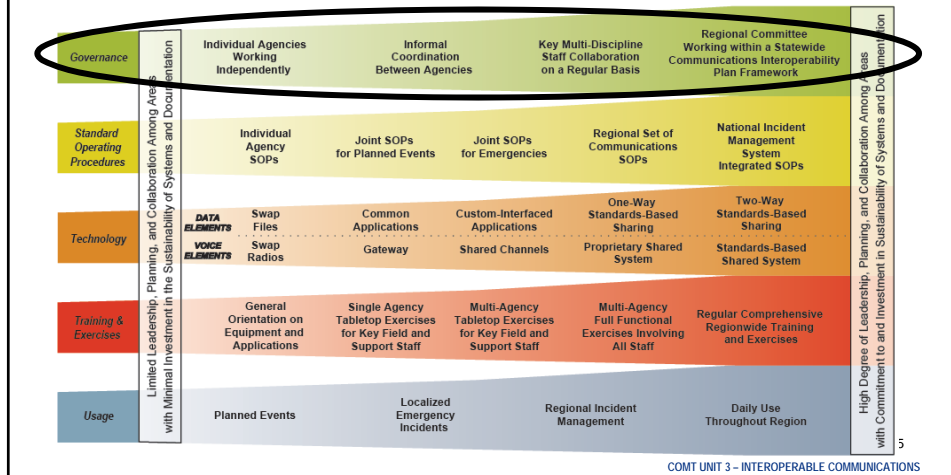 Limited Leadership, Planning, and Collaboration Among Areas
with Minimal Investment in the Sustainability of Systems and Documentation
Governance
Individual Agencies
Working
Independently
Informal
Coordination
Between Agencies
Key Multi-Discipline
Staff Collaboration
on a Regular Basis
Regional Committee
Working within a Statewide
Communications Interoperability
Plan Framework
Standard
Operating
Procedures
Individual
Agency
SOPs
Joint SOPs
for Planned Events
Joint SOPs
for Emergencies
Regional Set of
Communications
SOPs
National Incident
Management
System
Integrated SOPs
Technology
DATA
ELEMENTS
Swap
Files
Common
Applications
Custom-Interfaced
Applications
One-Way
Standards-Based
Sharing
Two-Way
Standards-Based
Sharing
VOICE
ELEMENTS
Swap
Radios
Gateway
Shared Channels
Proprietary Shared
System
Standards-Based
Shared System
Training &
Exercises
General
Orientation on
Equipment and
Applications
Single Agency
Tabletop Exercises
for Key Field and
Support Staff
Multi-Agency
Tabletop Exercises
for Key Field and
Support Staff
Multi-Agency
Full Functional
Exercises Involving
All Staff
Regular Comprehensive
Regionwide Training
and Exercises
Usage
Planned Events
Localized
Emergency
Incidents
Regional Incident
Management
Daily Use
Throughout Region
High Degree of Leadership, Planning, and Collaboration Among Areas
with Commitment to and Investment in Sustainability of Systems and Documentation
5
COMT UNIT 3 – INTEROPERABLE COMMUNICATIONS